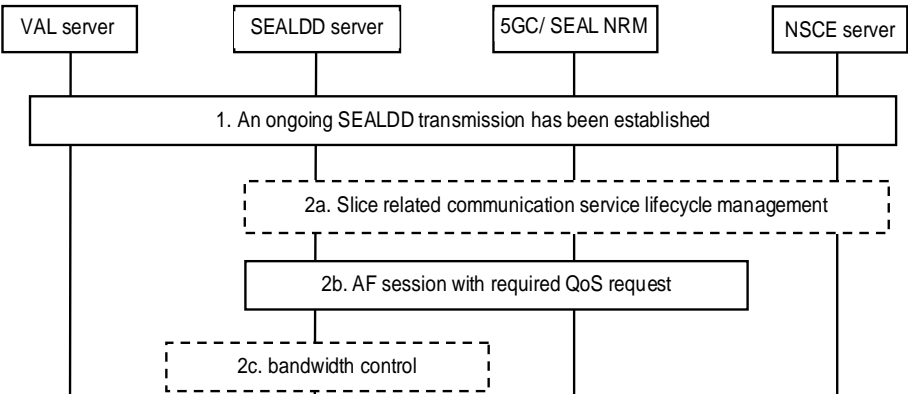 VAL server
SEALDD server
5GC/ SEAL NRM
NSCE server
1. An ongoing SEALDD transmission has been established
2a. Slice related communication service lifecycle management
2b. AF session with required QoS request
2c. bandwidth control